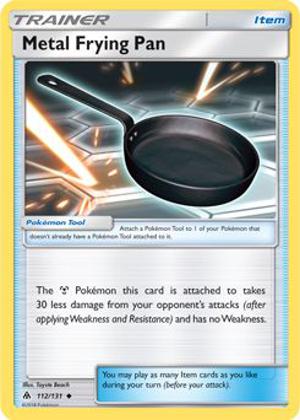 TRAINER Item
Metal Frying Pan
Pokémon Tool
Attach a Pokémon Tool to 1 of your Pokémon that
doesn't already have a Pokémon Tool attached to it.
The Pokémon this card is attached to takes
30 less damage from your opponent's attacks (after
applying Weakness and Resistance) and has no Weakness.
Illus. Toyste Beach
112/131
©2018 Pokémon
You may play as many Item cards as you like
during your turn (before your attack).